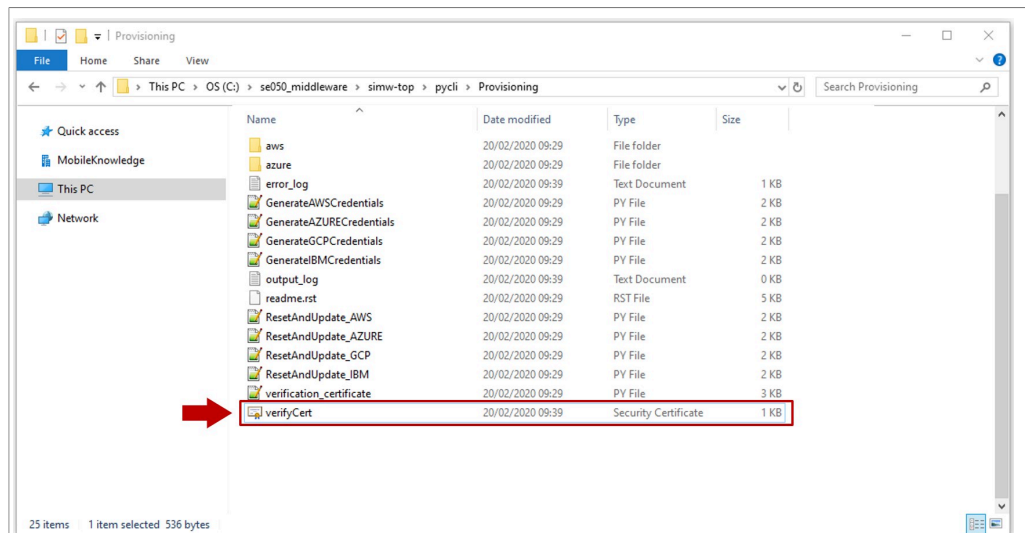 Provisioning
File Home Share View
This PC > OS (C:) > se050_middleware > simw-top > pycli > Provisioning
Search Provisioning
Quick access
MobileKnowledge
This PC
Network
Name Date modified Type Size
aws 20/02/2020 09:29 File folder
azure 20/02/2020 09:29 File folder
error_log 20/02/2020 09:39 Text Document 1 KB
GenerateAWSCredentials 20/02/2020 09:29 PY File 2 KB
GenerateAZURECredentials 20/02/2020 09:29 PY File 2 KB
GenerateGCPCredentials 20/02/2020 09:29 PY File 2 KB
GenerateIBMCredentials 20/02/2020 09:29 PY File 2 KB
output_log 20/02/2020 09:39 Text Document 0 KB
readme.rst 20/02/2020 09:29 RST File 5 KB
ResetAndUpdate_AWS 20/02/2020 09:29 PY File 2 KB
ResetAndUpdate_AZURE 20/02/2020 09:29 PY File 2 KB
ResetAndUpdate_GCP 20/02/2020 09:29 PY File 2 KB
ResetAndUpdate_IBM 20/02/2020 09:29 PY File 2 KB
verification_certificate 20/02/2020 09:29 PY File 3 KB
verifyCert 20/02/2020 09:39 Security Certificate 1 KB
25 items 1 item selected 536 bytes